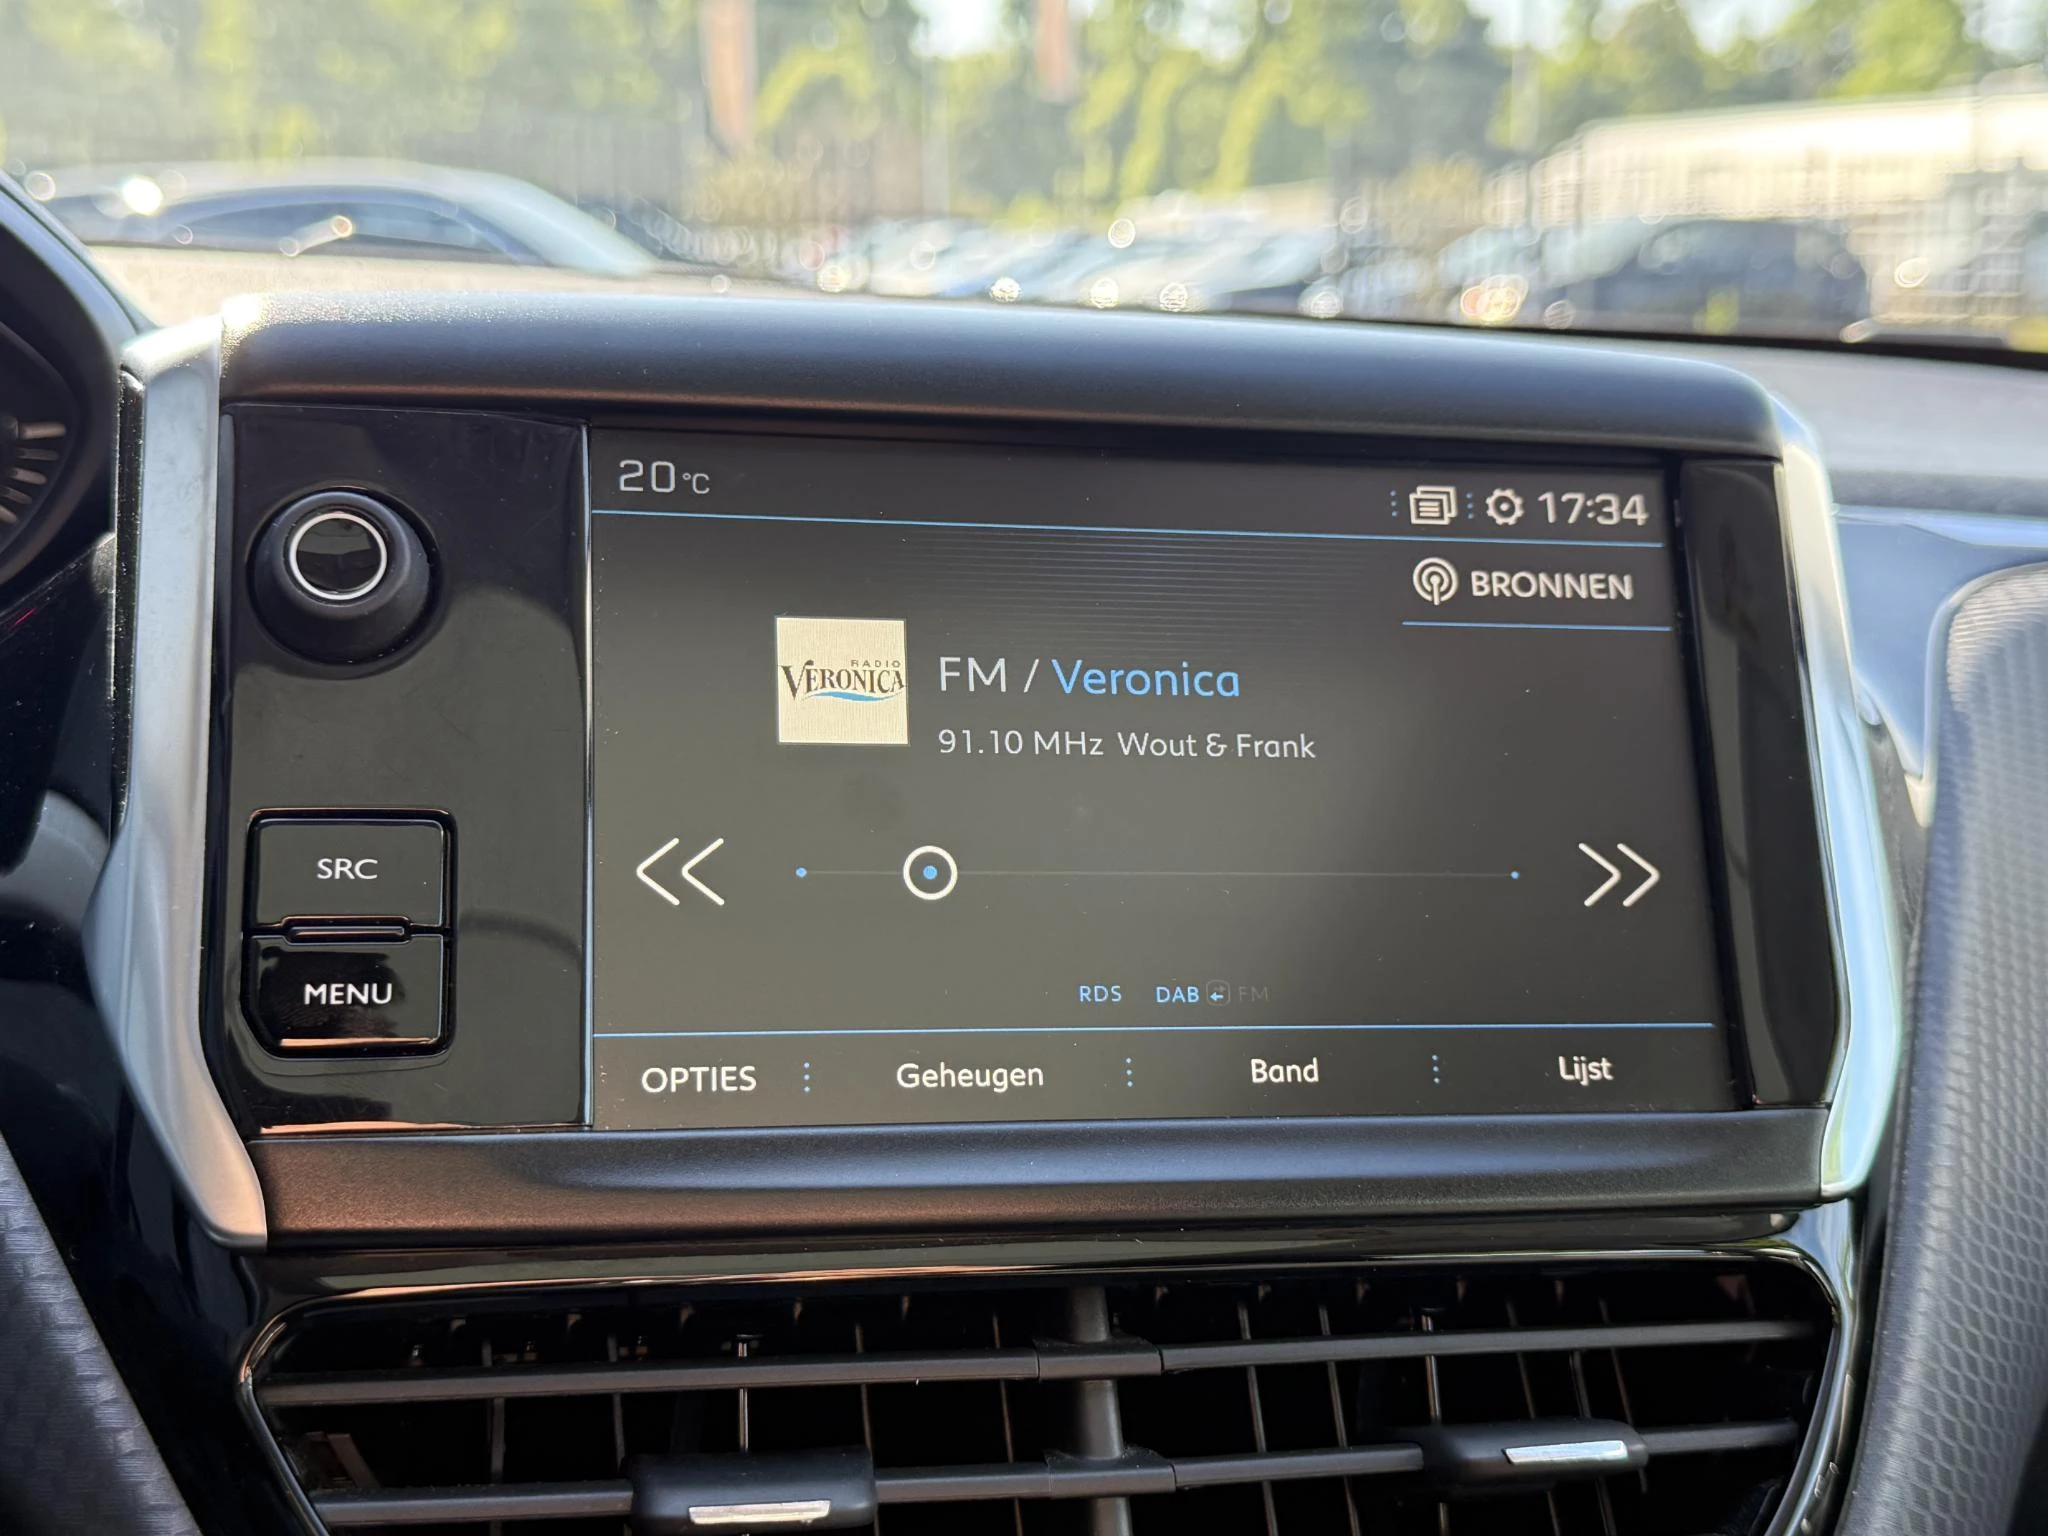 20 °C
17:34
BRONNEN
RADIO
VERONICA
FM / Veronica
91.10 MHz Wout & Frank
SRC
MENU
RDS DAB FM
OPTIES Geheugen Band Lijst